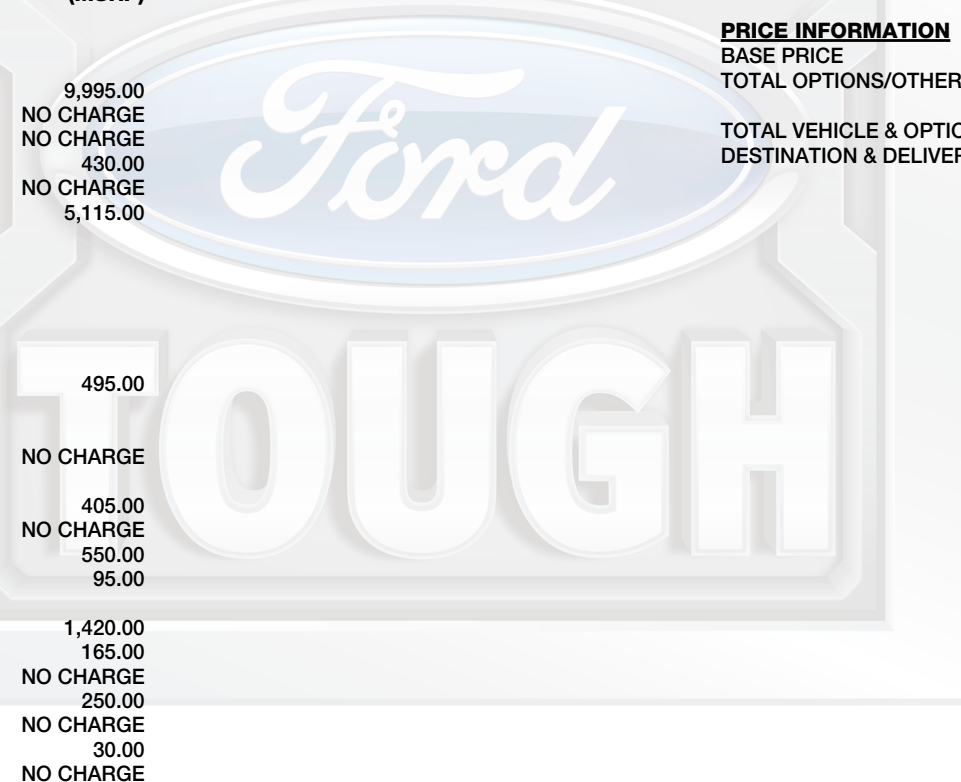 (MSRP)
9,995.00
NO CHARGE
NO CHARGE
430.00
NO CHARGE
5,115.00
495.00
NO CHARGE
405.00
NO CHARGE
550.00
95.00
1,420.00
165.00
NO CHARGE
250.00
NO CHARGE
30.00
NO CHARGE
PRICE INFORMATION
BASE PRICE
TOTAL OPTIONS/OTHER
TOTAL VEHICLE & OPTIO
DESTINATION & DELIVER
Ford
TOUGH